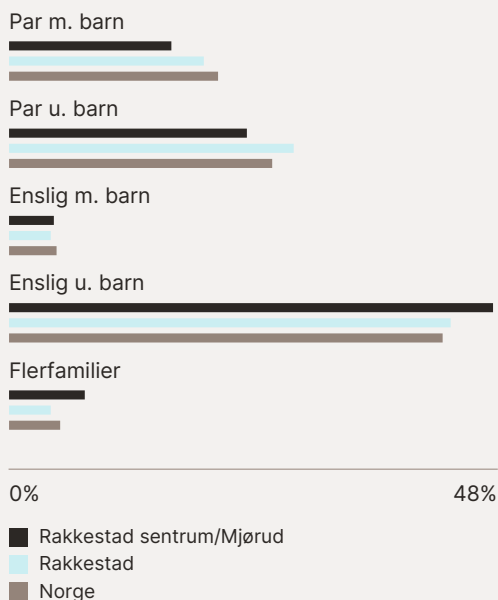 Par m. barn
Par u. barn
Enslig m. barn
Enslig u. barn
Flerfamilier
0% 48%
Rakkestad sentrum/Mjørud
Rakkestad
Norge